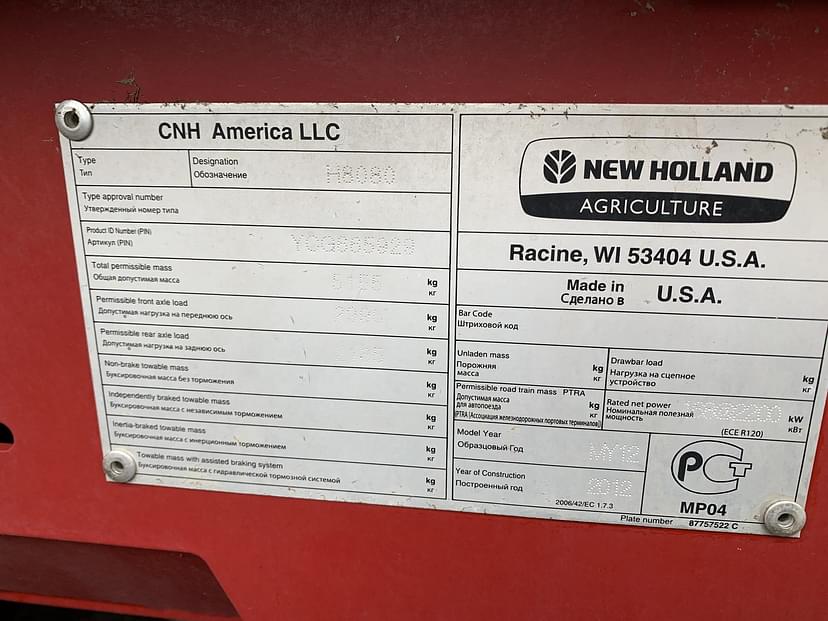 CNH America LLC
Type
Тип
Designation
Обозначение
H8080
Type approval number
Утвержденный номер типа
Product ID Number (PIN)
Артикул (PIN)
Total permissible mass
Общая допустимая масса
kg
кг
Permissible front axle load
Допустимая нагрузка на переднюю ось
kg
кг
Permissible rear axle load
Допустимая нагрузка на заднюю ось
kg
кг
Non-brake towable mass
Буксировочная масса без торможения
kg
кг
Independently braked towable mass
Буксировочная масса с независимым торможением
kg
кг
Inertia-braked towable mass
Буксировочная масса с инерционным торможением
kg
кг
Towable mass with assisted braking system
Буксировочная масса с гидравлической тормозной системой
kg
кг
NEW HOLLAND
AGRICULTURE
Racine, WI 53404 U.S.A.
Made in
Сделано в
U.S.A.
Bar Code
Штриховой код
Unladen mass
Порожняя
масса
kg
кг
Drawbar load
Нагрузка на сцепное
устройство
kg
кг
Permissible road train mass PTRA
Допустимая масса
для автопоезда
PTRA (Ассоциация железнодорожных портовых терминалов)
kg
кг
Rated net power
Номинальная полезная
мощность
kW
кВт
(ECE R120)
Model Year
Образцовый Год
MY12
Year of Construction
Построенный год
2012
2006/42/EC 1.7.3
РСТ
MP04
Plate number 87757522 C